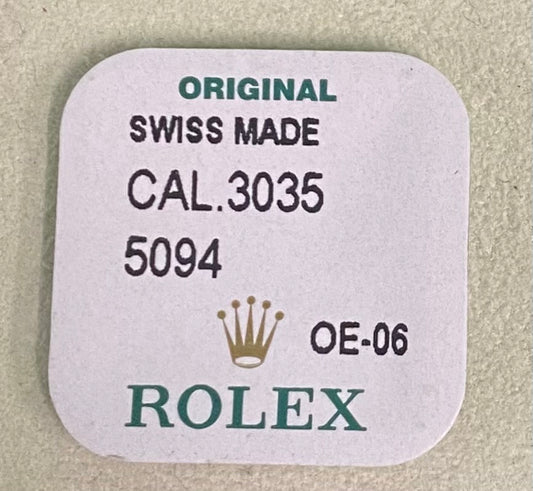 ORIGINAL
SWISS MADE
CAL.3035
5094
OE-06
ROLEX